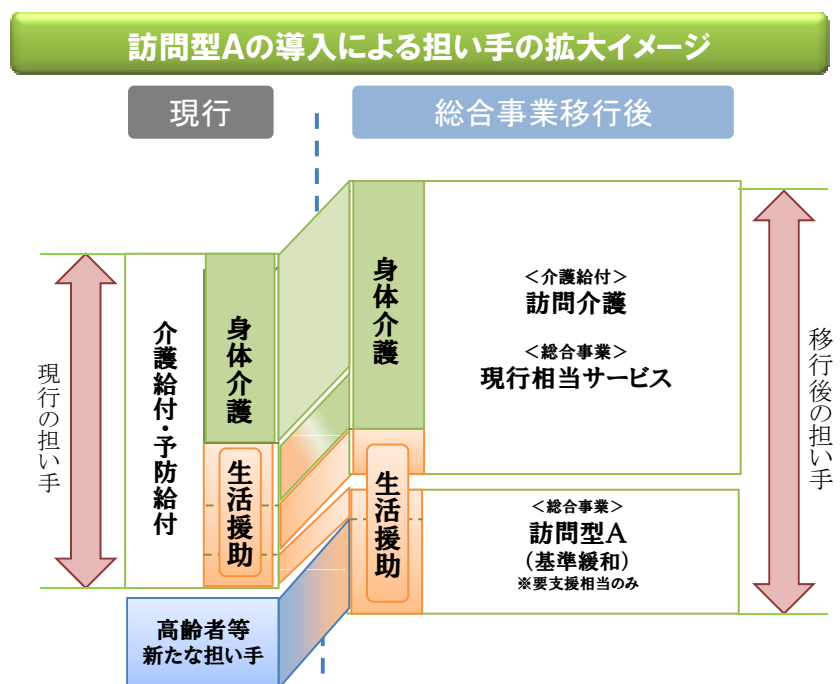 訪問型Aの導入による担い手の拡大イメージ
現行
総合事業移行後
現行の担い手
介護給付・予防給付
身体介護
生活援助
高齢者等
新たな担い手
身体介護
生活援助
<介護給付>
訪問介護
<総合事業>
現行相当サービス
<総合事業>
訪問型A
(基準緩和)
※要支援相当のみ
移行後の担い手